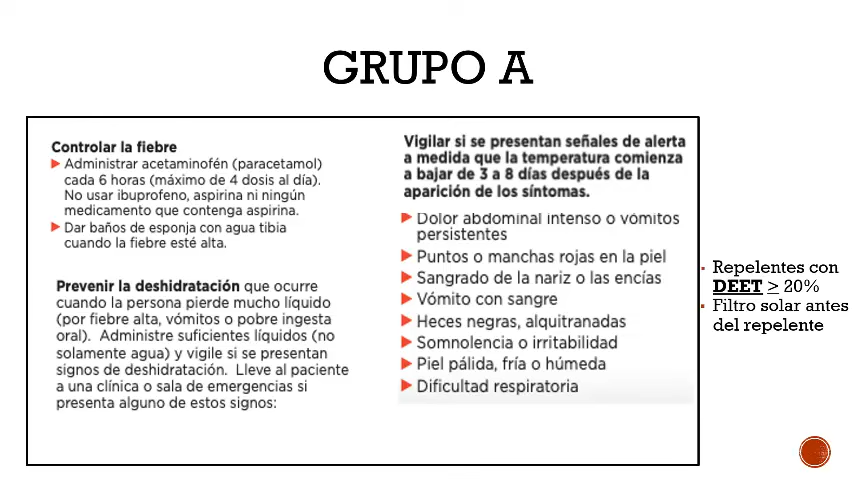 GRUPO A
Controlar la fiebre
▶ Administrar acetaminofén (paracetamol)
cada 6 horas (máximo de 4 dosis al día).
No usar ibuprofeno, aspirina ni ningún
medicamento que contenga aspirina.
▶ Dar baños de esponja con agua tibia
cuando la fiebre esté alta.
Prevenir la deshidratación que ocurre
cuando la persona pierde mucho líquido
(por fiebre alta, vómitos o pobre ingesta
oral). Administre suficientes líquidos (no
solamente agua) y vigile si se presentan
signos de deshidratación. Lleve al paciente
a una clínica o sala de emergencias si
presenta alguno de estos signos:
Vigilar si se presentan señales de alerta
a medida que la temperatura comienza
a bajar de 3 a 8 días después de la
aparición de los síntomas.
▶ Dolor abdominal intenso o vómitos
persistentes
▶ Puntos o manchas rojas en la piel
▶ Sangrado de la nariz o las encías
▶ Vómito con sangre
▶ Heces negras, alquitranadas
▶ Somnolencia o irritabilidad
▶ Piel pálida, fría o húmeda
▶ Dificultad respiratoria
▪ Repelentes con
DEET > 20%
▪ Filtro solar antes
del repelente